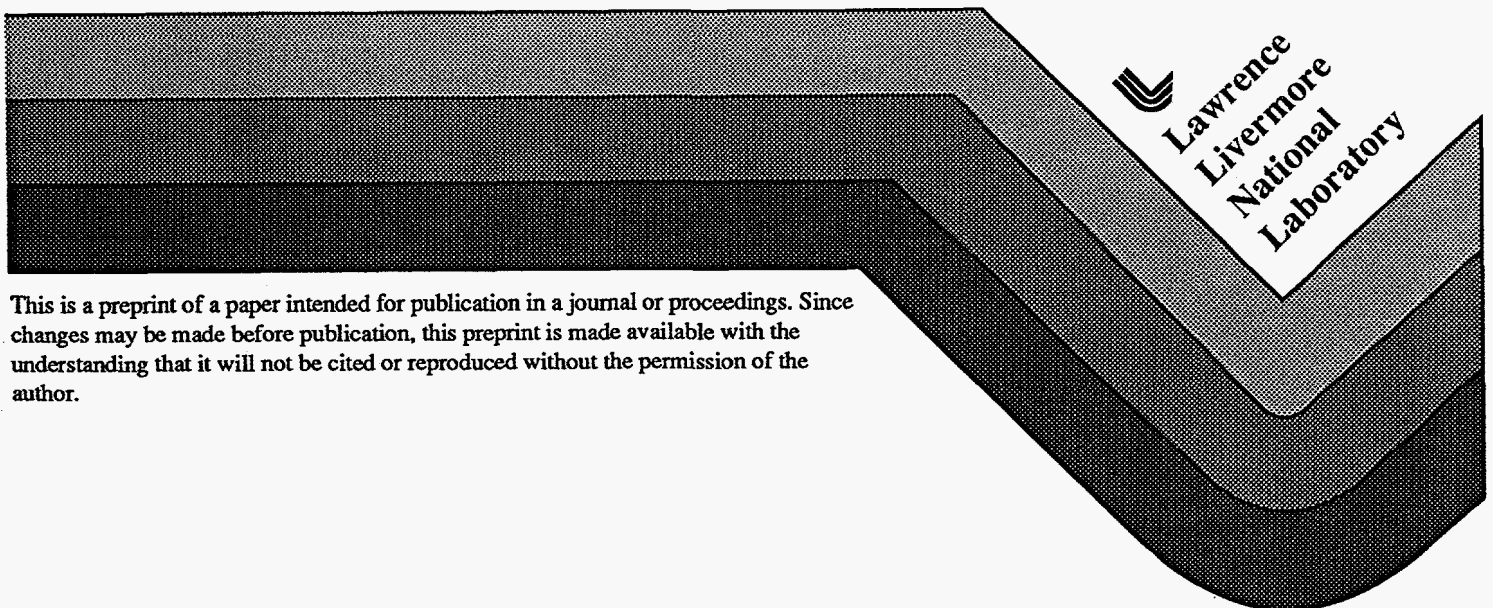 Lawrence
Livermore
National
Laboratory
This is a preprint of a paper intended for publication in a journal or proceedings. Since
changes may be made before publication, this preprint is made available with the
understanding that it will not be cited or reproduced without the permission of the
author.